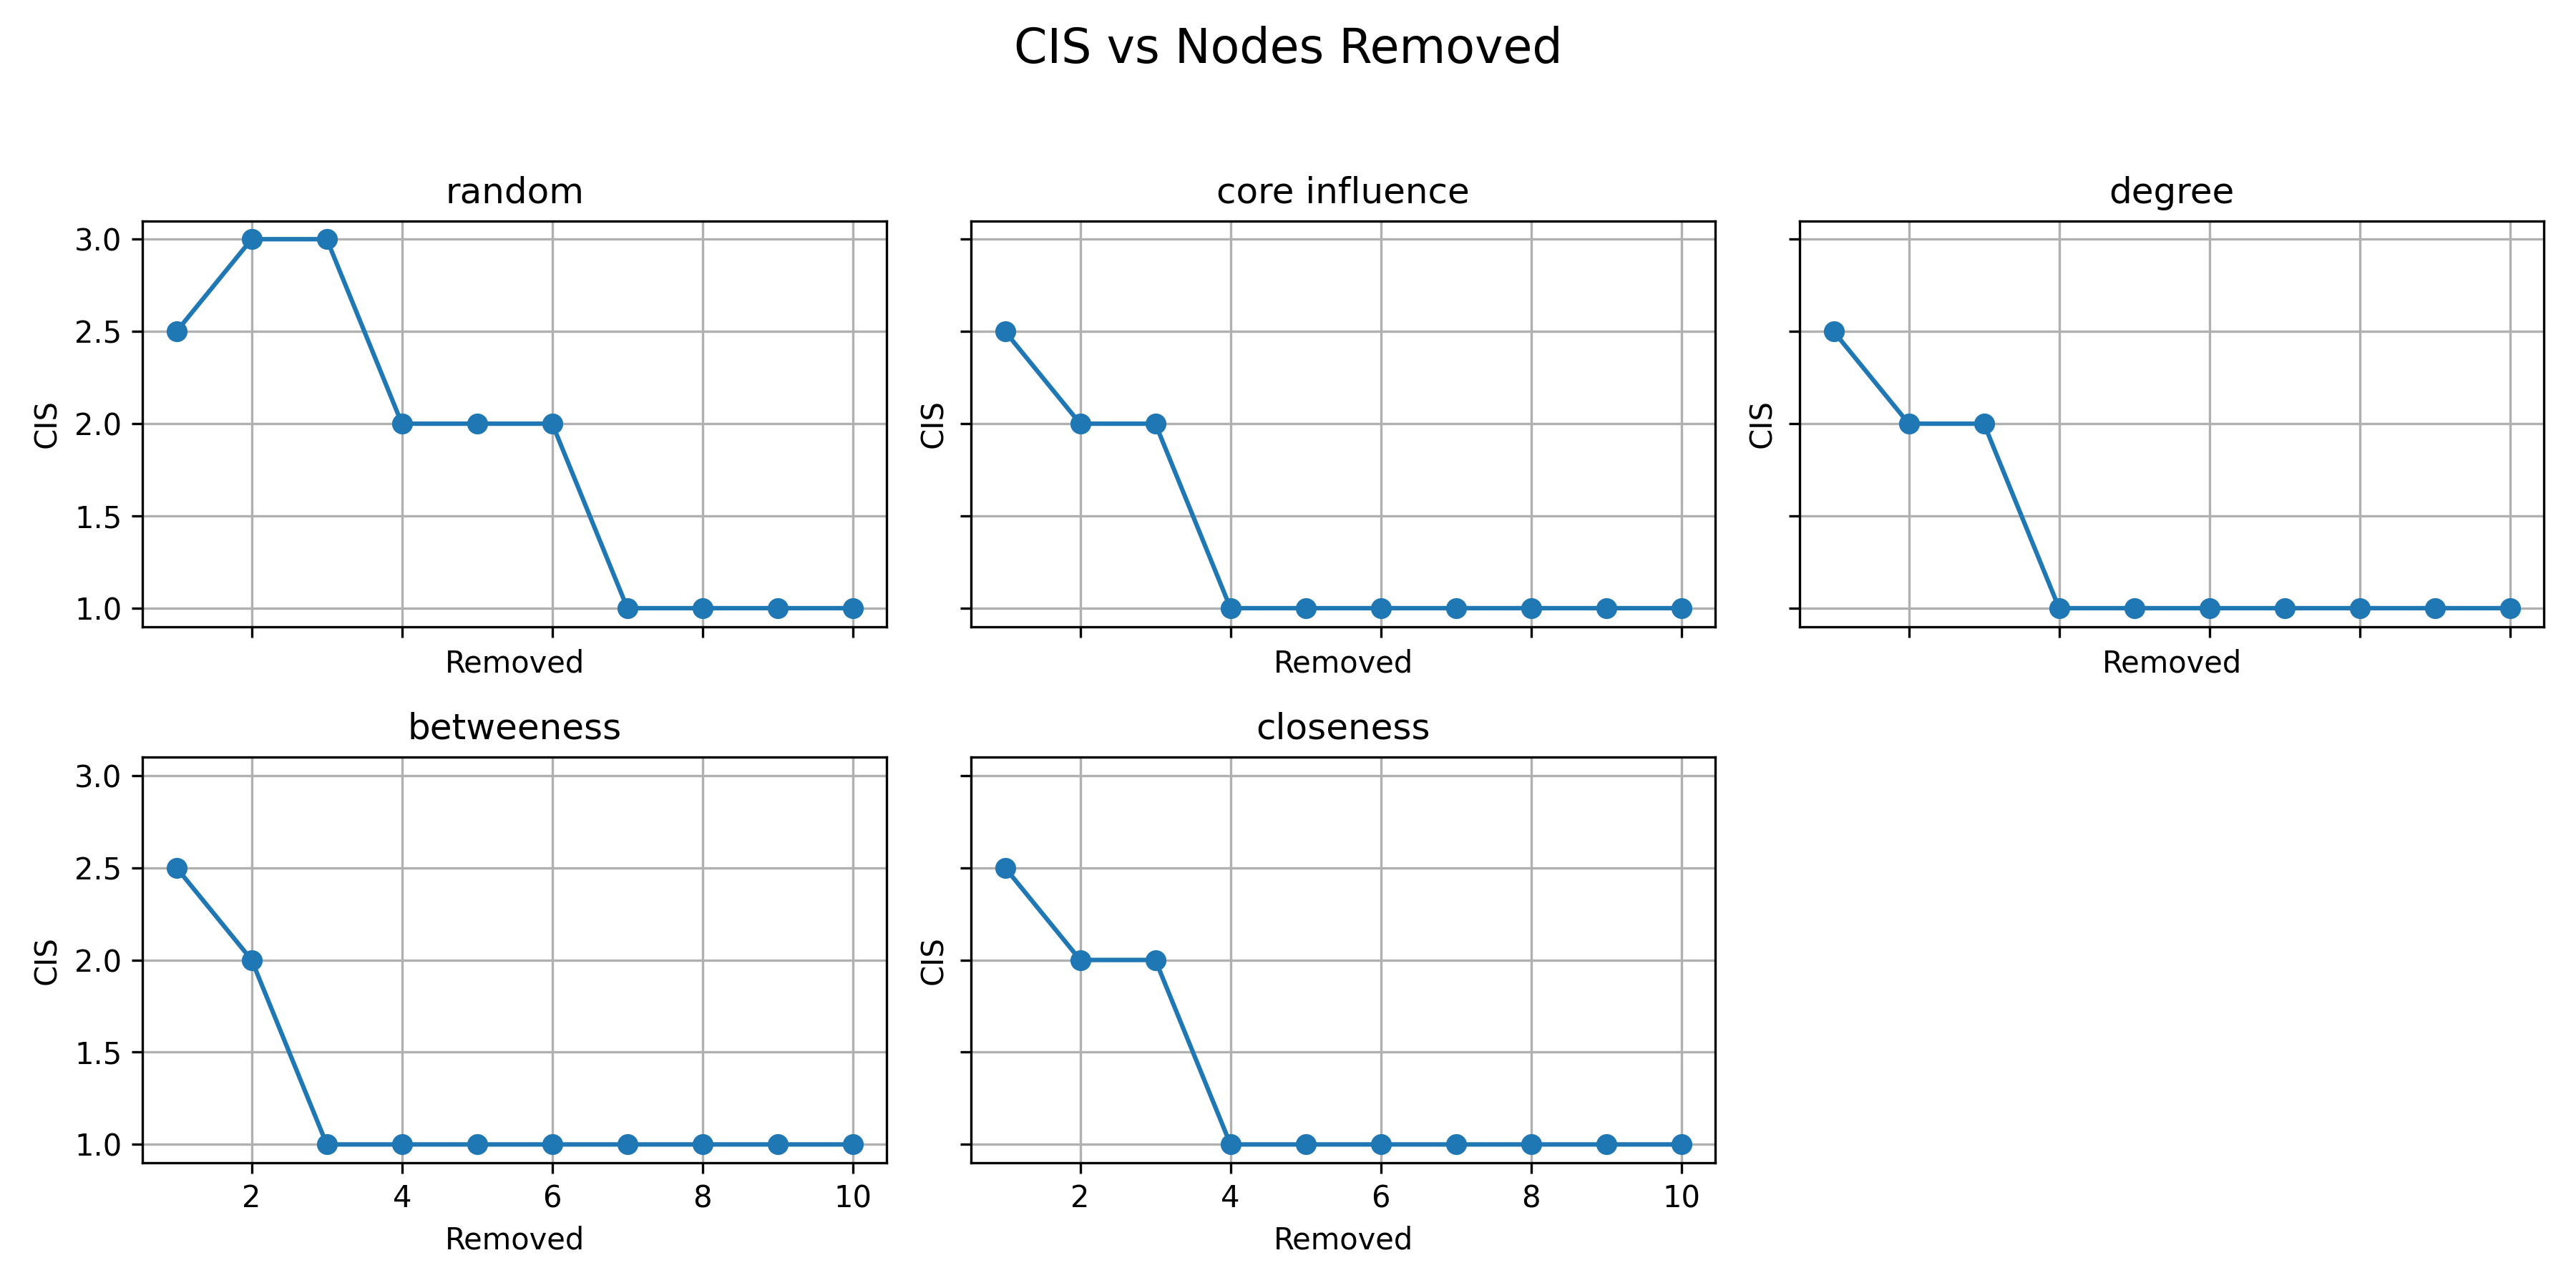 CIS vs Nodes Removed
random
core influence
degree
3.0
2.5
2.0
1.5
1.0
CIS
CIS
CIS
Removed
Removed
Removed
betweeness
closeness
3.0
2.5
2.0
1.5
1.0
CIS
CIS
2 4 6 8 10
2 4 6 8 10
Removed
Removed